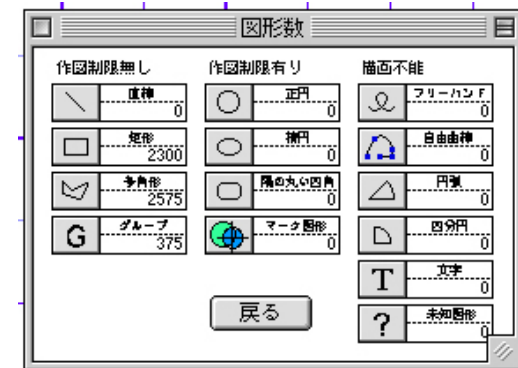 図形数
作図制限無し
作図制限有り
描画不能
直線
0
正円
0
フリーハンド
0
矩形
2300
楕円
0
自由曲線
0
多角形
2575
隅の丸い四角
0
円弧
0
G
グループ
375
マーク図形
0
四分円
0
T
文字
0
?
未知図形
0
戻る